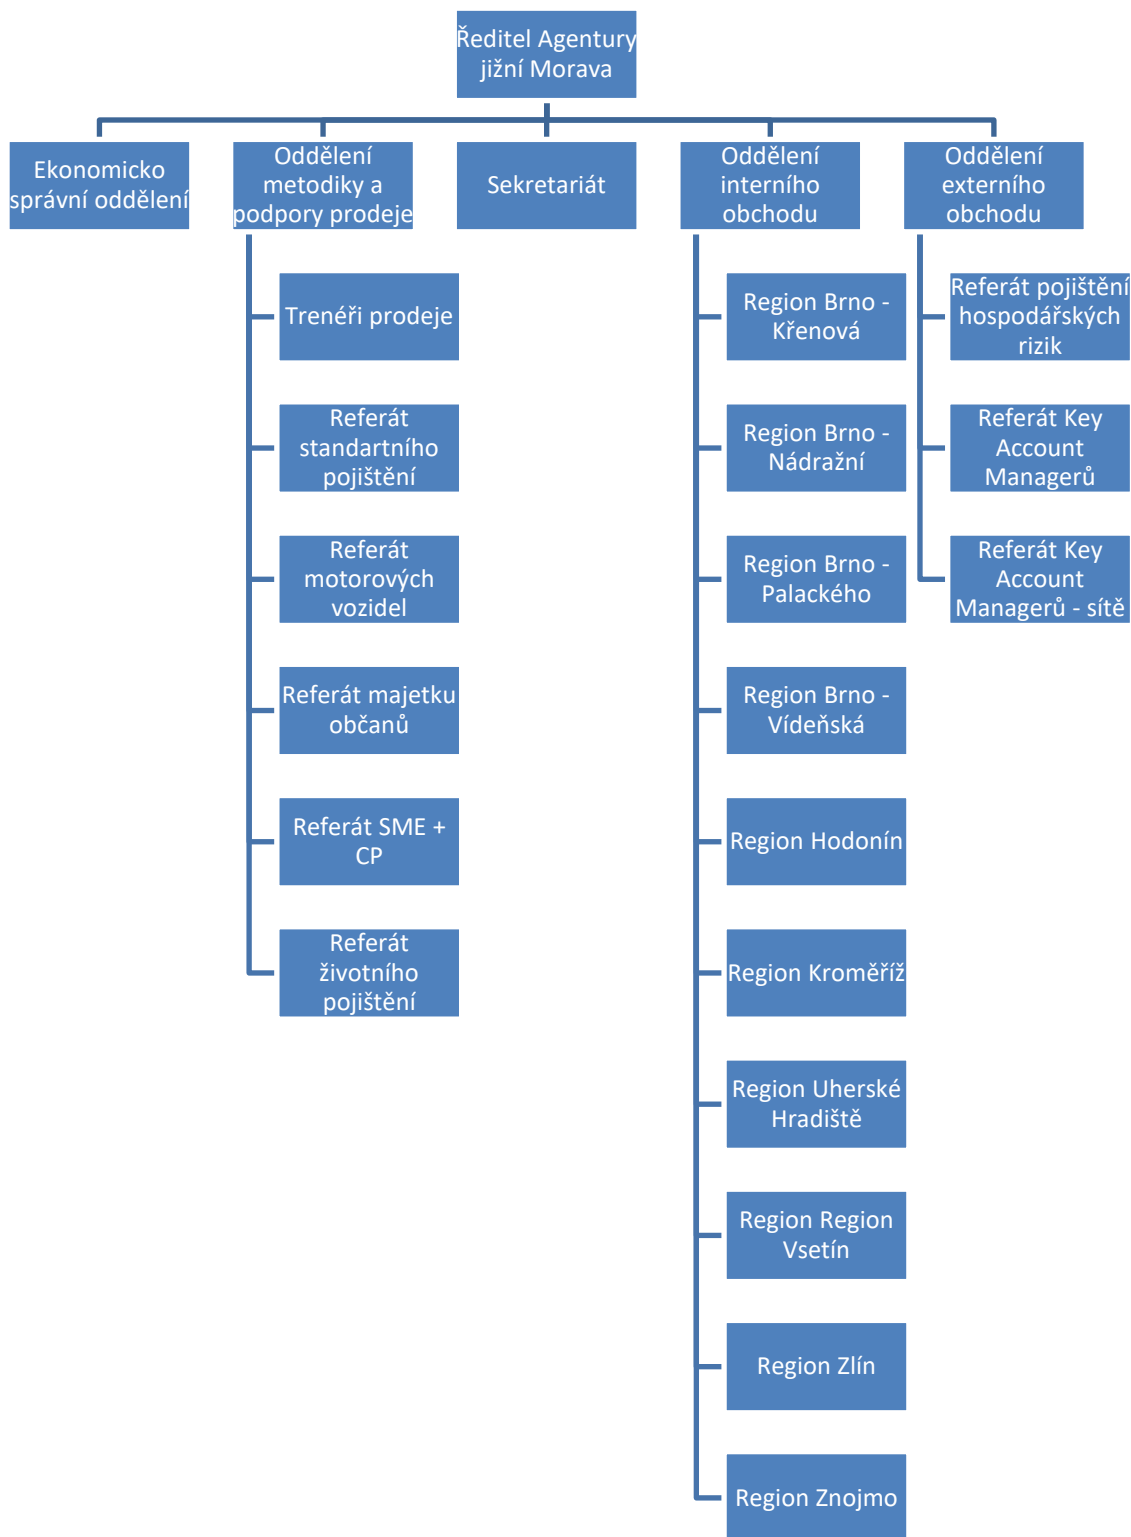 Ředitel Agentury
jižní Morava
Ekonomicko
správní oddělení
Oddělení
metodiky a
podpory prodeje
Sekretariát
Oddělení
interního
obchodu
Oddělení
externího
obchodu
Trenéři prodeje
Referát
standartního
pojištění
Referát
motorových
vozidel
Referát majetku
občanů
Referát SME +
CP
Referát
životního
pojištění
Region Brno -
Křenová
Region Brno -
Nádražní
Region Brno -
Palackého
Region Brno -
Vídeňská
Region Hodonín
Region Kroměříž
Region Uherské
Hradiště
Region Region
Vsetín
Region Zlín
Region Znojmo
Referát pojištění
hospodářských
rizik
Referát Key
Account
Managerů
Referát Key
Account
Managerů - sítě